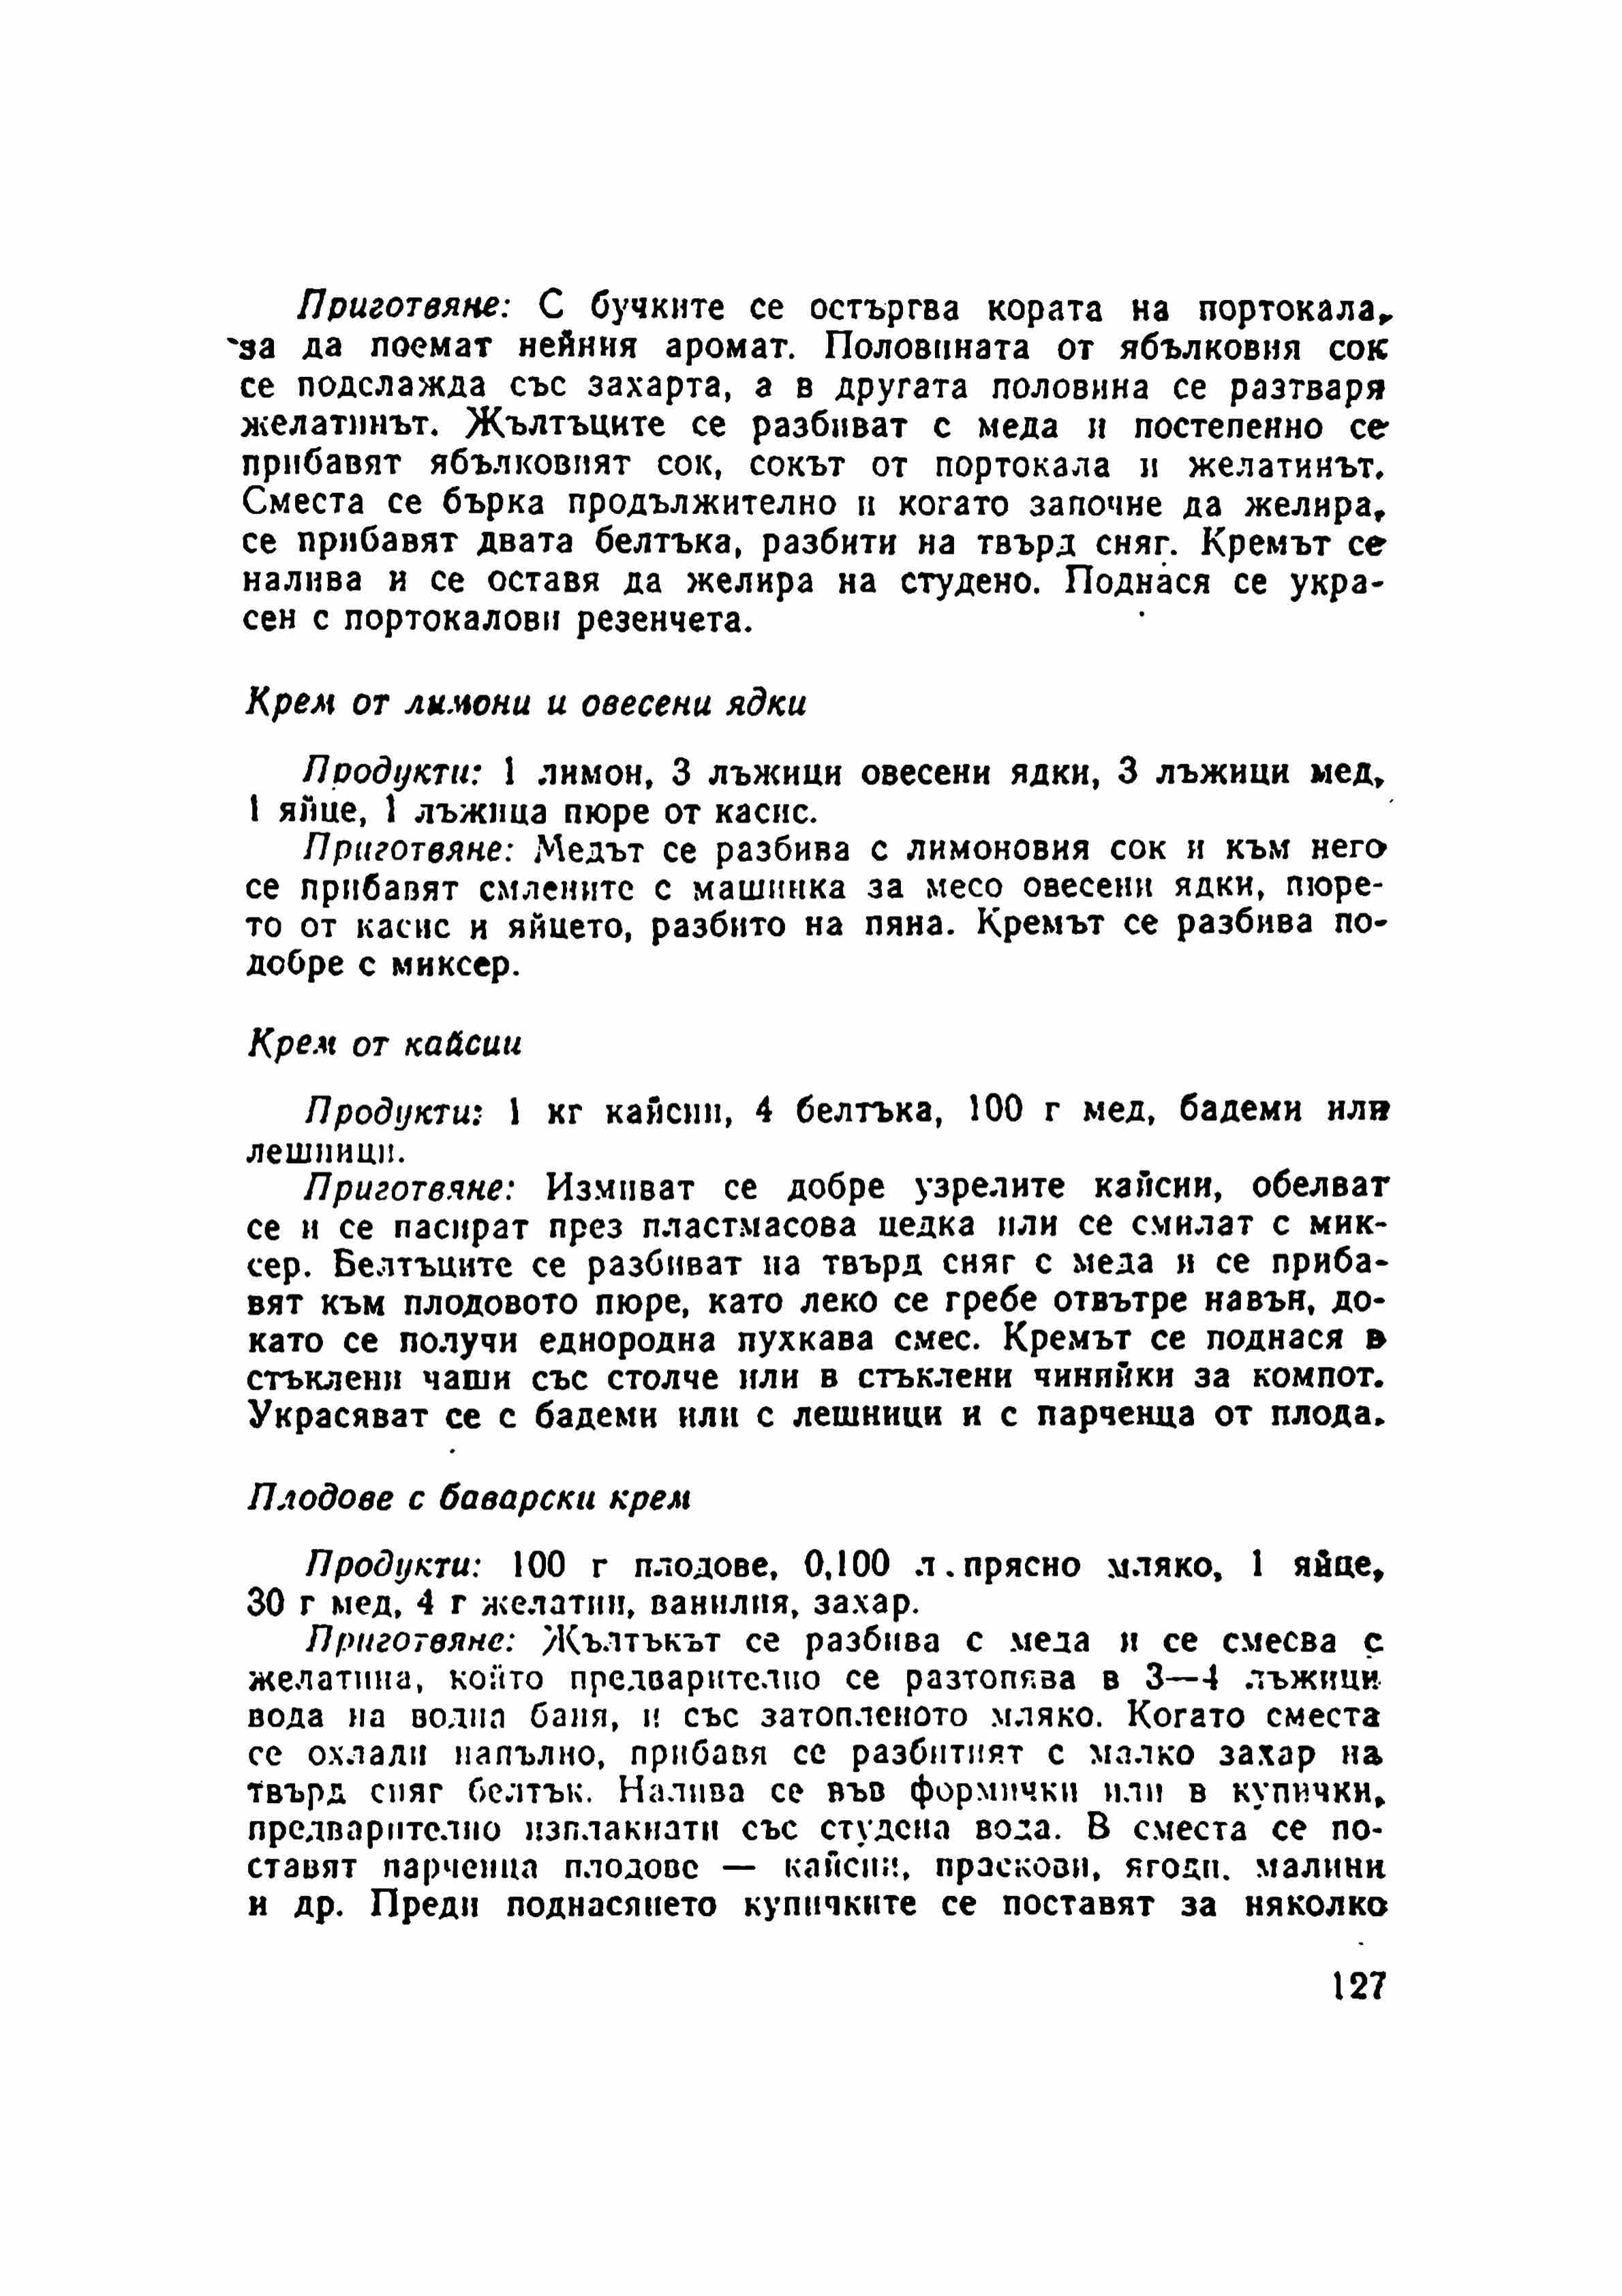 Приготвяне: С бучките се остъргва кората на портокала,
за да поемат нейния аромат. Половината от ябълковия сок
се подслажда със захарта, а в другата половина се разтваря
желатинът. Жълтъците се разбиват с меда и постепенно се
прибавят ябълковият сок, сокът от портокала и желатинът.
Сместа се бърка продължително и когато започне да желира,
се прибавят двата белтъка, разбити на твърд сняг. Кремът се
налива и се оставя да желира на студено. Поднася се укра-
сен с портокалови резенчета.
Крем от лимони и овесени ядки
Продукти: 1 лимон, 3 лъжици овесени ядки, 3 лъжици мед,
1 яйце, 1 лъжица пюре от касис.
Приготвяне: Медът се разбива с лимоновия сок и към него
се прибавят смлените с машинка за месо овесени ядки, пюре-
то от касис и яйцето, разбито на пяна. Кремът се разбива по-
добре с миксер.
Крем от кайсии
Продукти: 1 кг кайсии, 4 белтъка, 100 г мед, бадеми или
лешници.
Приготвяне: Измиват се добре узрелите кайсии, обелват
се и се пасират през пластмасова цедка или се смилат с мик-
сер. Белтъците се разбиват на твърд сняг с меда и се приба-
вят към плодовото пюре, като леко се гребе отвътре навън, до-
като се получи еднородна пухкава смес. Кремът се поднася в
стъклени чаши със столче или в стъклени чинийки за компот.
Украсяват се с бадеми или с лешници и с парченца от плода.
Плодове с баварски крем
Продукти: 100 г плодове, 0,100 л. прясно мляко, 1 яйце,
30 г мед, 4 г желатин, ванилия, захар.
Приготвяне: Жълтъкът се разбива с меда и се смесва с
желатина, който предварително се разтопява в 3—4 лъжици
вода на водна баня, и със затопленото мляко. Когато сместа
се охлади напълно, прибавя се разбитият с малко захар на
твърд сняг белтък. Налива се във формички или в купички,
предварително изплакнати със студена вода. В сместа се по-
ставят парченца плодове — кайсии, праскови, ягоди. малини
и др. Преди поднасянето купичките се поставят за няколко
127